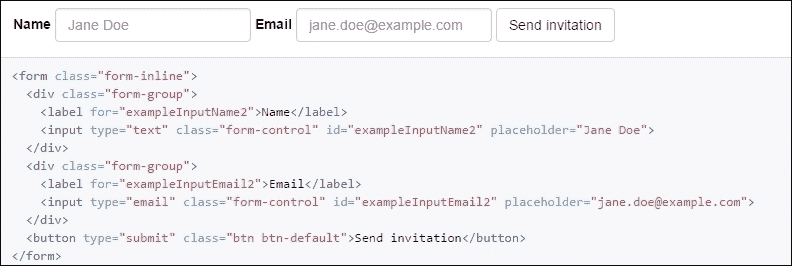 Name Jane Doe Email jane.doe@example.com Send invitation
<form class="form-inline">
  <div class="form-group">
    <label for="exampleInputName2">Name</label>
    <input type="text" class="form-control" id="exampleInputName2" placeholder="Jane Doe">
  </div>
  <div class="form-group">
    <label for="exampleInputEmail2">Email</label>
    <input type="email" class="form-control" id="exampleInputEmail2" placeholder="jane.doe@example.com">
  </div>
  <button type="submit" class="btn btn-default">Send invitation</button>
</form>